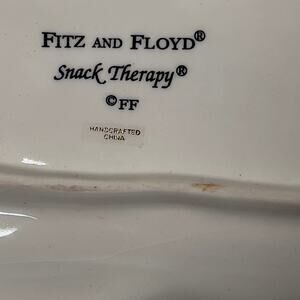 FITZ AND FLOYD®
Snack Therapy®
©FF
HANDCRAFTED
CHINA